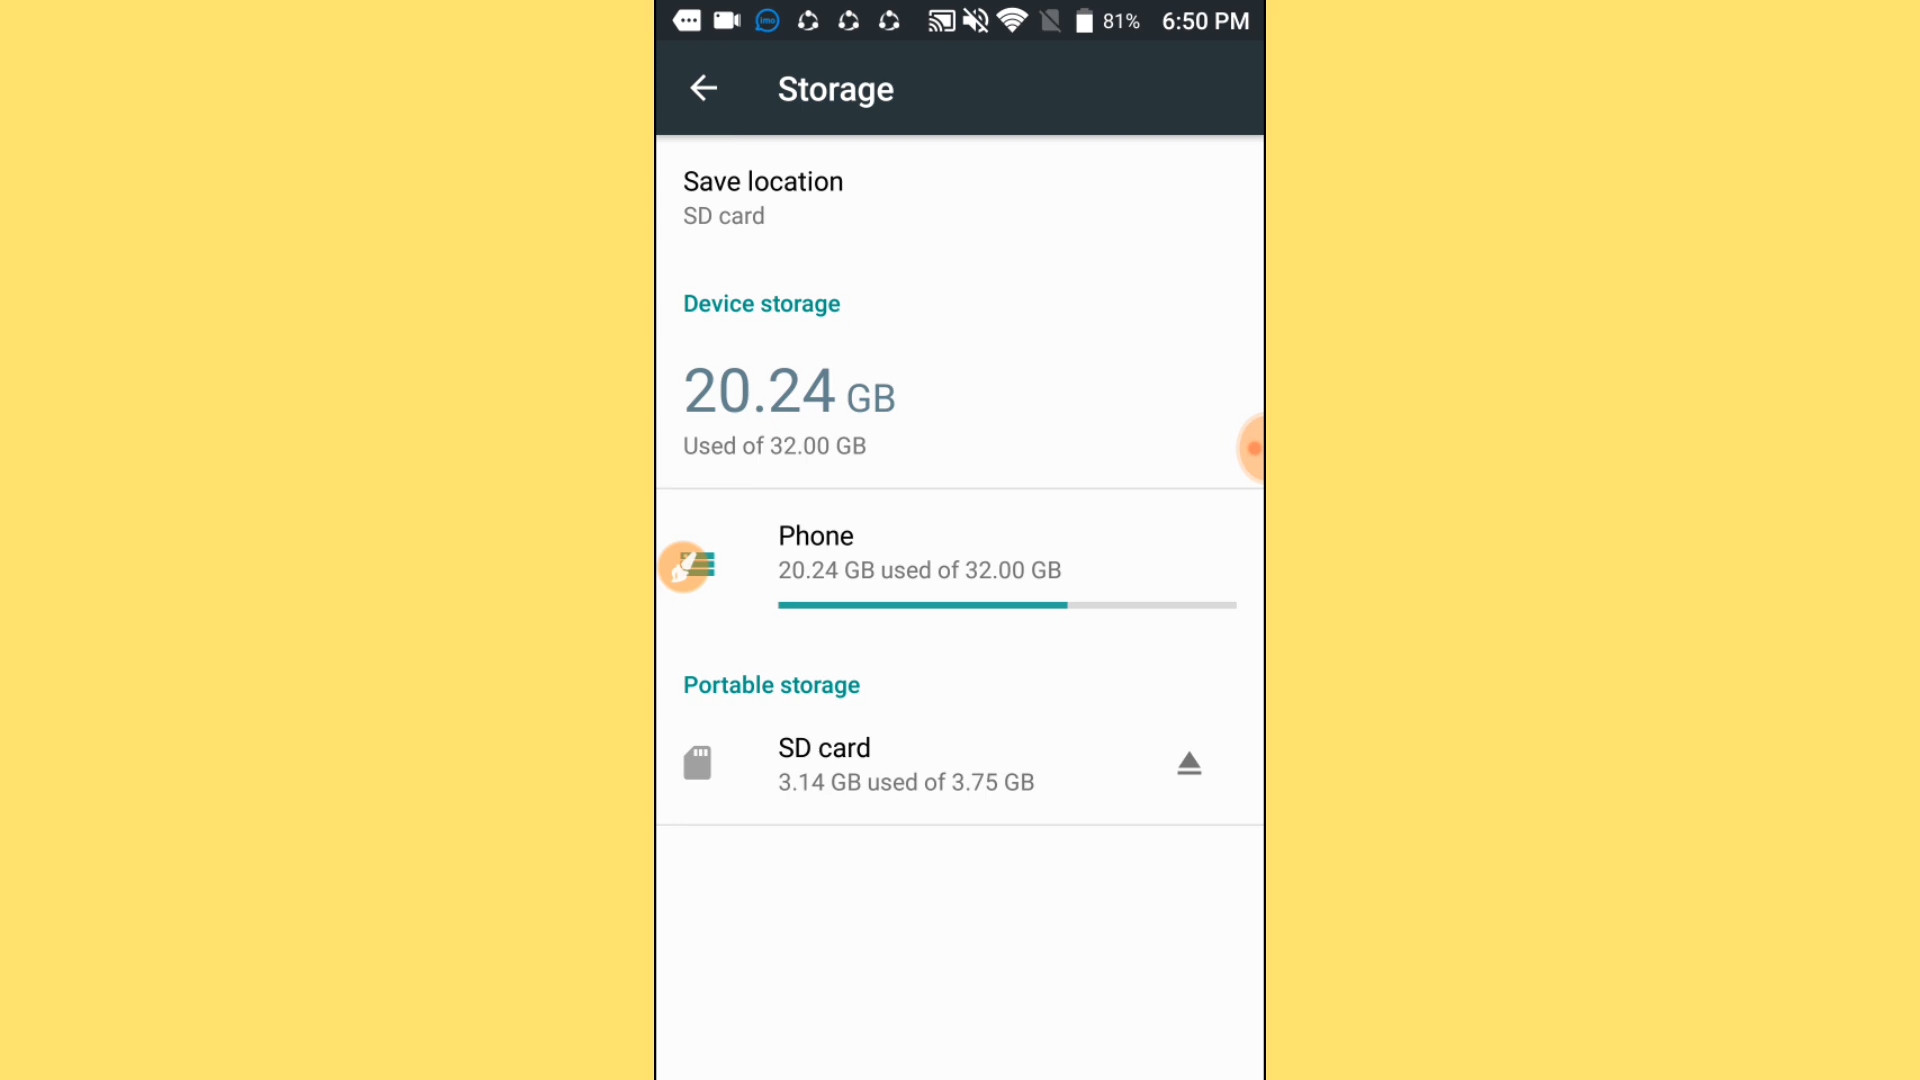 imo 81% 6:50 PM
Storage
Save location
SD card
Device storage
20.24 GB
Used of 32.00 GB
Phone
20.24 GB used of 32.00 GB
Portable storage
SD card
3.14 GB used of 3.75 GB